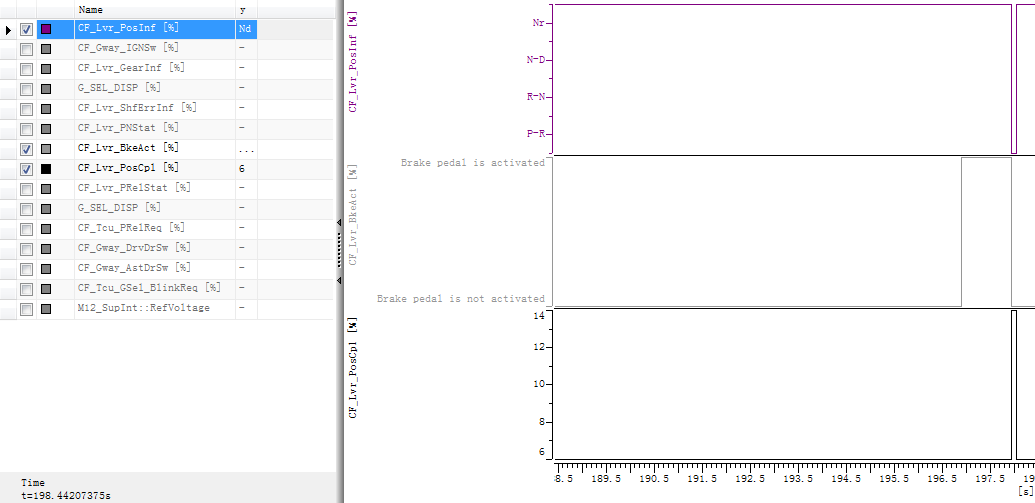 Name y
CF_Lvr_PosInf [%] Nd
CF_Gway_IGNSw [%] -
CF_Lvr_GearInf [%] -
G_SEL_DISP [%] -
CF_Lvr_ShfErrInf [%] -
CF_Lvr_PNStat [%] -
CF_Lvr_BkeAct [%] ...
CF_Lvr_PosCpl [%] 6
CF_Lvr_PRelStat [%] -
G_SEL_DISP [%] -
CF_Tcu_PRelReq [%] -
CF_Gway_DrvDrSw [%] -
CF_Gway_AstDrSw [%] -
CF_Tcu_GSel_BlinkReq [%] -
M12_SupInt::RefVoltage -
Time
t=198.44207375s
CF_Lvr_PosInf [%]
Nr
N-D
R-N
P-R
CF_Lvr_BkeAct [%]
Brake pedal is activated
Brake pedal is not activated
CF_Lvr_PosCpl [%]
14
12
10
8
6
8.5 189.5 190.5 191.5 192.5 193.5 194.5 195.5 196.5 197.5 19
[s]